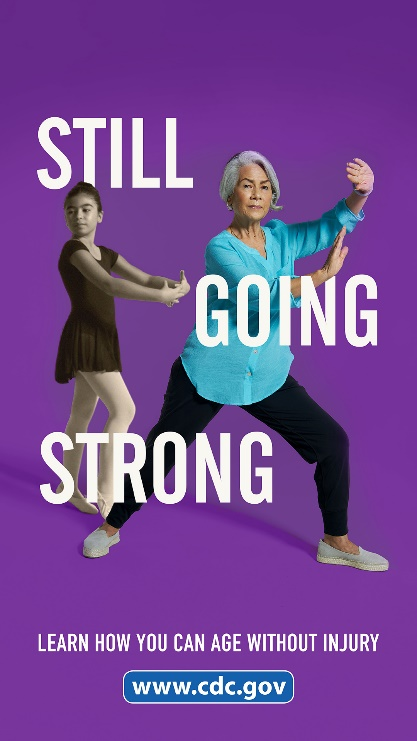 STILL
GOING
STRONG
LEARN HOW YOU CAN AGE WITHOUT INJURY
www.cdc.gov